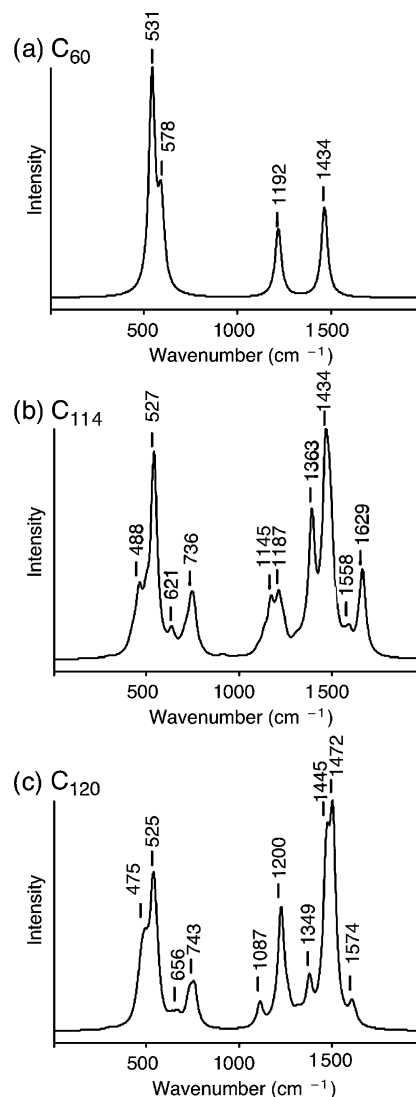 (a) C60
531
578
1192
1434
Intensity
500 1000 1500
Wavenumber (cm −1)
(b) C114
488
527
621
736
1145
1187
1363
1434
1558
1629
Intensity
500 1000 1500
Wavenumber (cm −1)
(c) C120
475
525
656
743
1087
1200
1349
1445
1472
1574
Intensity
500 1000 1500
Wavenumber (cm −1)